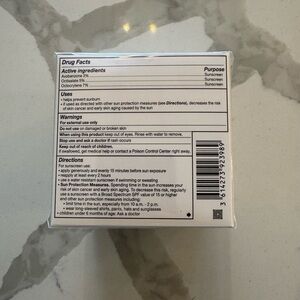 Drug Facts
Active ingredients Purpose
Avobenzone 3% Sunscreen
Octisalate 5% Sunscreen
Octocrylene 7% Sunscreen
Uses
• helps prevent sunburn
• if used as directed with other sun protection measures (see Directions), decreases the risk
of skin cancer and early skin aging caused by the sun
Warnings
For external use only
Do not use on damaged or broken skin
When using this product keep out of eyes. Rinse with water to remove.
Stop use and ask a doctor if rash occurs
Keep out of reach of children.
If swallowed, get medical help or contact a Poison Control Center right away.
Directions
For sunscreen use:
• apply generously and evenly 15 minutes before sun exposure
• reapply at least every 2 hours
• use a water resistant sunscreen if swimming or sweating
• Sun Protection Measures. Spending time in the sun increases your
risk of skin cancer and early skin aging. To decrease this risk, regularly
use a sunscreen with a Broad Spectrum SPF value of 15 or higher
and other sun protection measures including:
• limit time in the sun, especially from 10 a.m. - 2 p.m.
• wear long-sleeved shirts, pants, hats and sunglasses
• children under 6 months of age: Ask a doctor